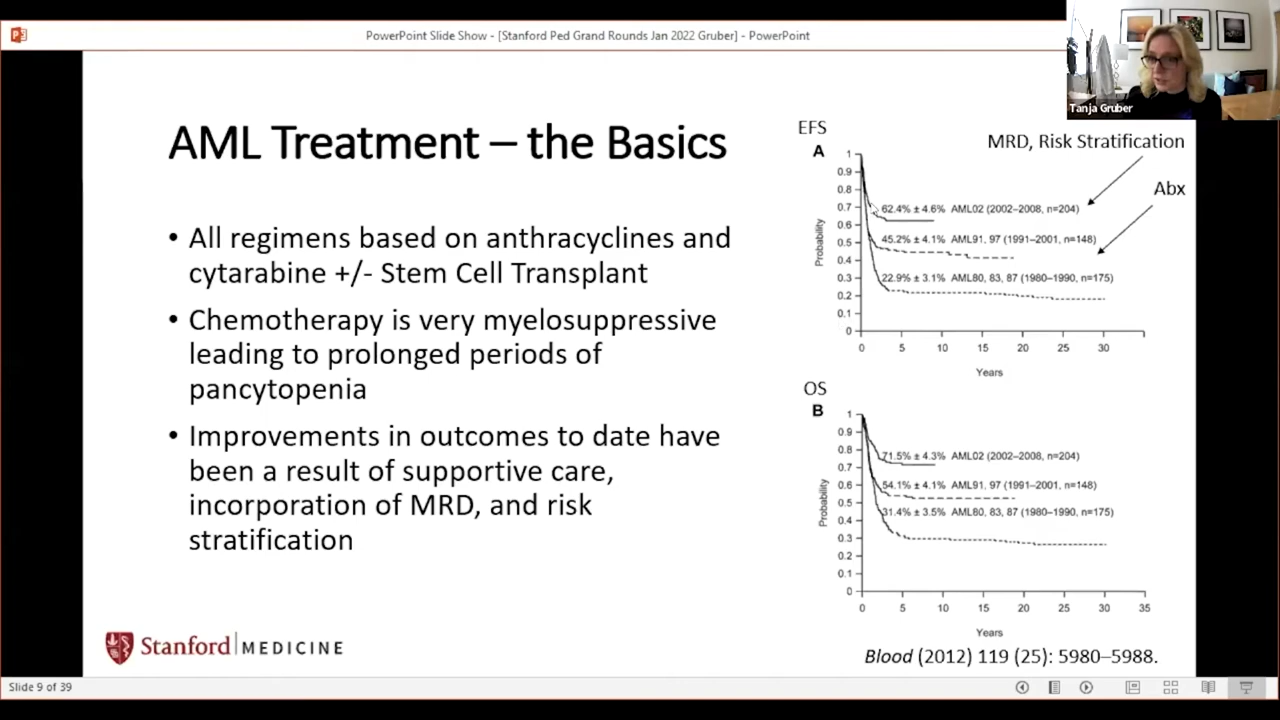 PowerPoint Slide Show - [Stanford Ped Grand Rounds Jan 2022 Gruber] - PowerPoint
Tanja Gruber
AML Treatment – the Basics
• All regimens based on anthracyclines and
cytarabine +/- Stem Cell Transplant
• Chemotherapy is very myelosuppressive
leading to prolonged periods of
pancytopenia
• Improvements in outcomes to date have
been a result of supportive care,
incorporation of MRD, and risk
stratification
EFS
A
MRD, Risk Stratification
Abx
Probability
1
0.9
0.8
0.7
0.6
0.5
0.4
0.3
0.2
0.1
0
62.4% ± 4.6% AML02 (2002–2008, n=204)
45.2% ± 4.1% AML91, 97 (1991–2001, n=148)
22.9% ± 3.1% AML80, 83, 87 (1980–1990, n=175)
0 5 10 15 20 25 30
Years
OS
B
Probability
1
0.9
0.8
0.7
0.6
0.5
0.4
0.3
0.2
0.1
0
71.5% ± 4.3% AML02 (2002–2008, n=204)
54.1% ± 4.1% AML91, 97 (1991–2001, n=148)
31.4% ± 3.5% AML80, 83, 87 (1980–1990, n=175)
0 5 10 15 20 25 30 35
Years
Stanford MEDICINE
Blood (2012) 119 (25): 5980–5988.
Slide 9 of 39